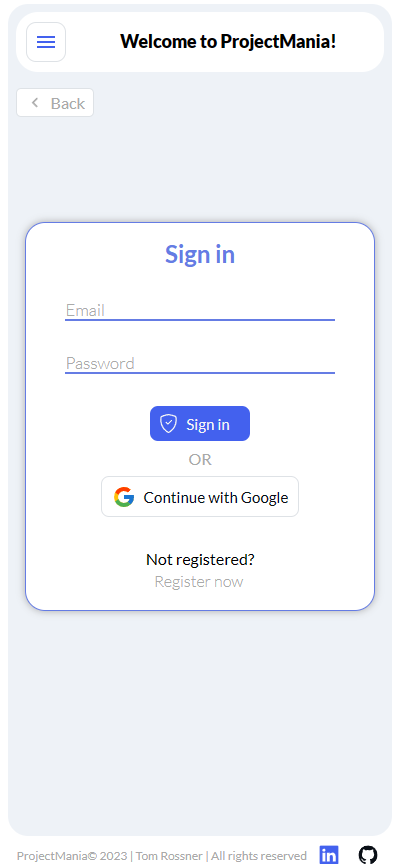 Welcome to ProjectMania!
Back
Sign in
Email
Password
Sign in
OR
Continue with Google
Not registered?
Register now
ProjectMania© 2023 | Tom Rossner | All rights reserved